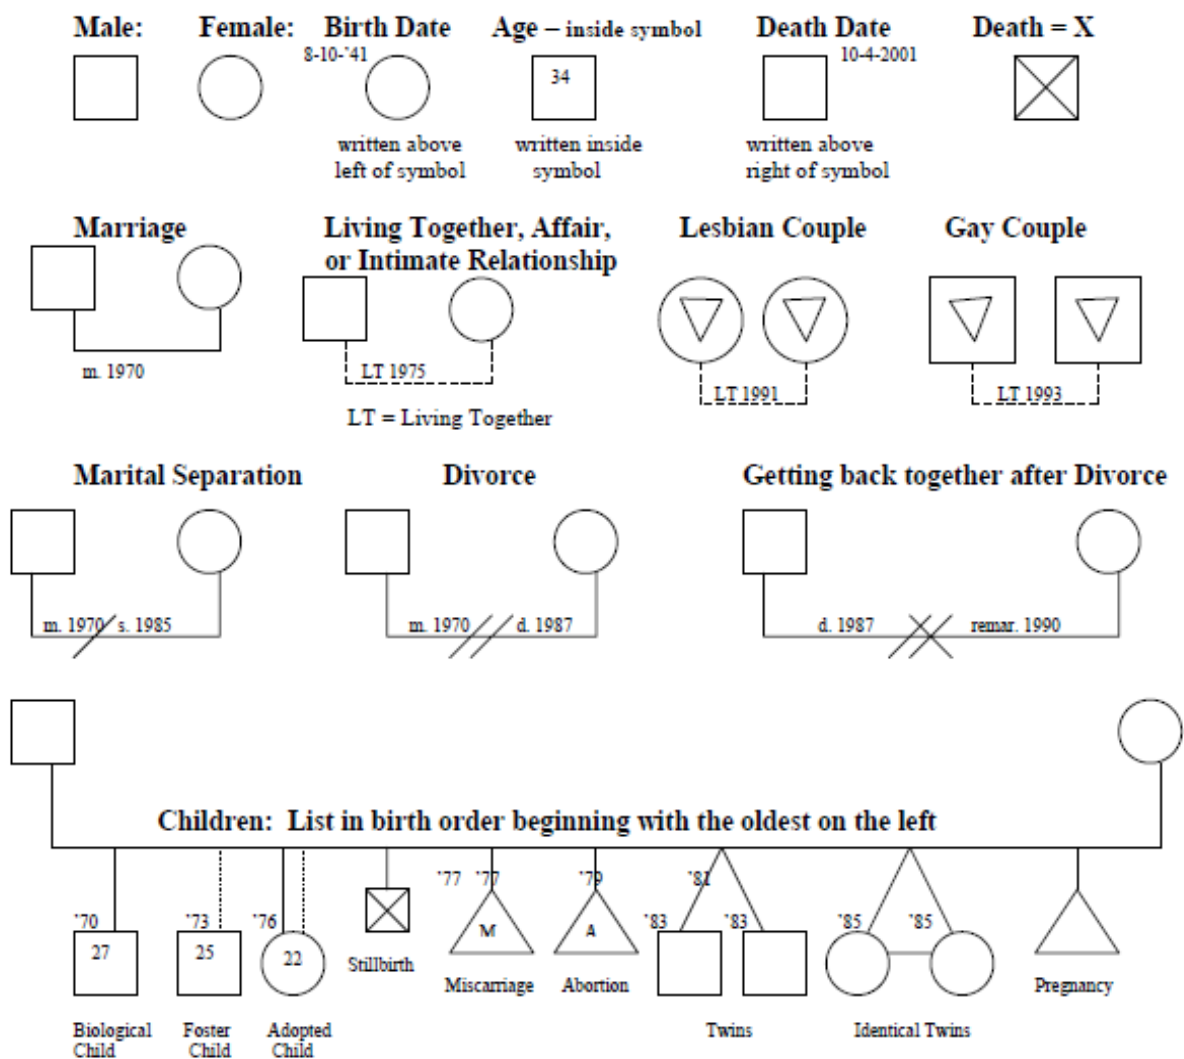 Male:
Female:
Birth Date
Age – inside symbol
Death Date
Death = X
8-10-'41
34
10-4-2001
written above
left of symbol
written inside
symbol
written above
right of symbol
Marriage
Living Together, Affair,
or Intimate Relationship
Lesbian Couple
Gay Couple
m. 1970
LT 1975
LT 1991
LT 1993
LT = Living Together
Marital Separation
Divorce
Getting back together after Divorce
m. 1970
s. 1985
m. 1970
d. 1987
d. 1987
remar. 1990
Children: List in birth order beginning with the oldest on the left
'77
'77
'79
'81
'70
'73
'76
'83
'83
'85
'85
27
25
22
M
A
Stillbirth
Miscarriage
Abortion
Pregnancy
Biological
Child
Foster
Child
Adopted
Child
Twins
Identical Twins